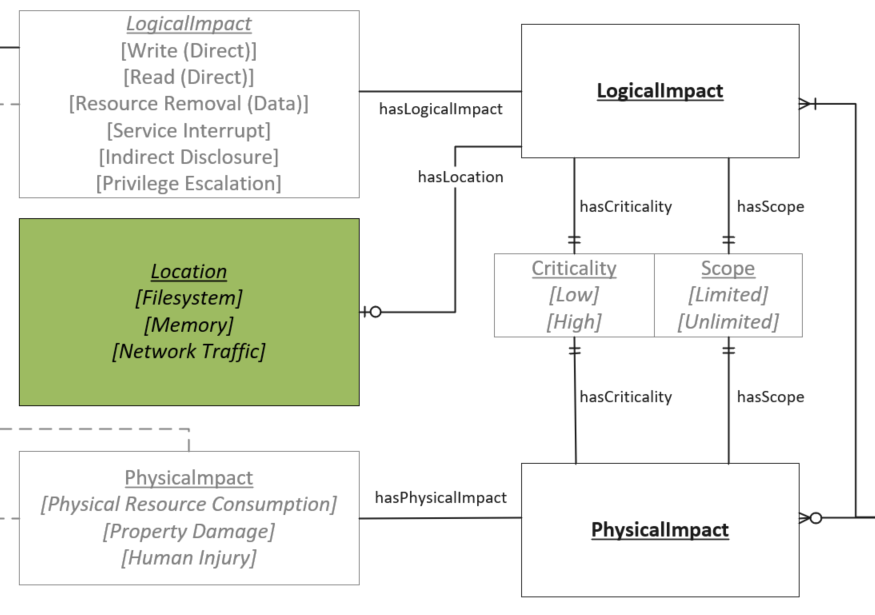 LogicalImpact
[Write (Direct)]
[Read (Direct)]
[Resource Removal (Data)]
[Service Interrupt]
[Indirect Disclosure]
[Privilege Escalation]
hasLogicalImpact
LogicalImpact
hasLocation
hasCriticality
hasScope
Location
[Filesystem]
[Memory]
[Network Traffic]
Criticality
[Low]
[High]
Scope
[Limited]
[Unlimited]
hasCriticality
hasScope
PhysicaImpact
[Physical Resource Consumption]
[Property Damage]
[Human Injury]
hasPhysicalImpact
PhysicalImpact